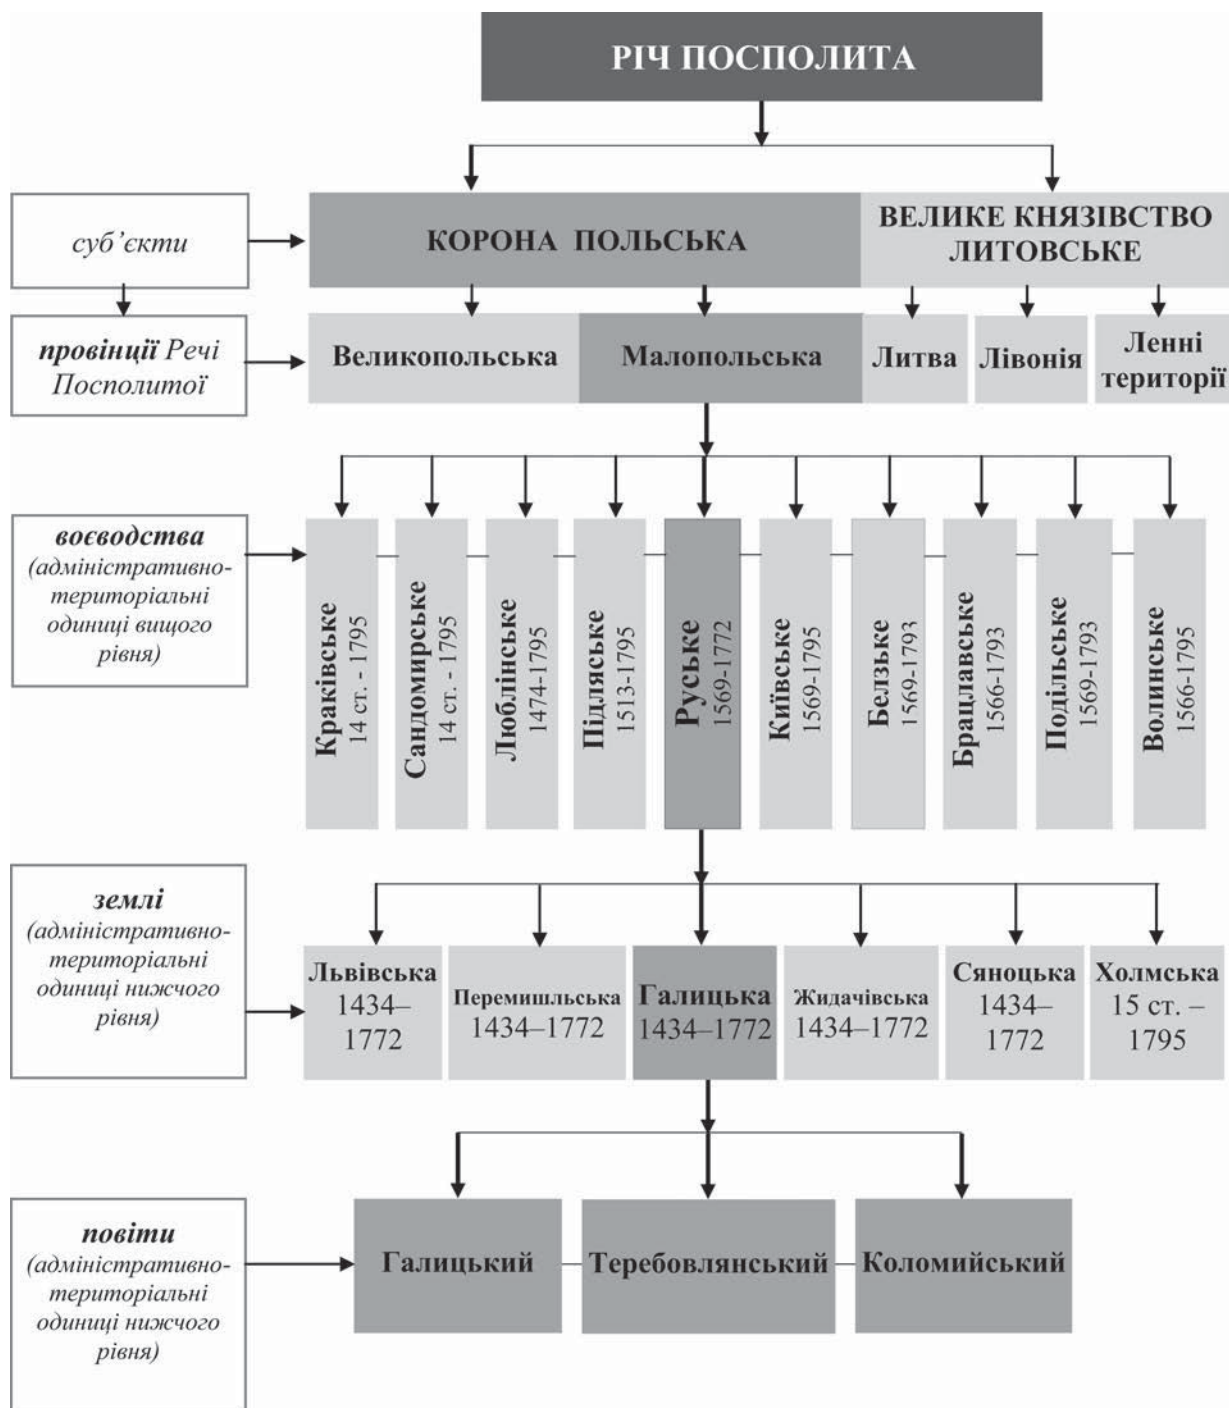 РІЧ ПОСПОЛИТА
суб’єкти
КОРОНА ПОЛЬСЬКА
ВЕЛИКЕ КНЯЗІВСТВО
ЛИТОВСЬКЕ
провінції Речі
Посполитої
Великопольська
Малопольська
Литва
Лівонія
Ленні
території
воєводства
(адміністративно-
територіальні
одиниці вищого
рівня)
Краківське
14 ст. - 1795
Сандомирське
14 ст. - 1795
Люблінське
1474-1795
Підляське
1513-1795
Руське
1569-1772
Київське
1569-1795
Белзьке
1569-1793
Брацлавське
1566-1793
Подільське
1569-1793
Волинське
1566-1795
землі
(адміністративно-
територіальні
одиниці нижчого
рівня)
Львівська
1434–
1772
Перемишльська
1434–1772
Галицька
1434–1772
Жидачівська
1434–1772
Сяноцька
1434–
1772
Холмська
15 ст. –
1795
повіти
(адміністративно-
територіальні
одиниці нижчого
рівня)
Галицький
Теребовлянський
Коломийський